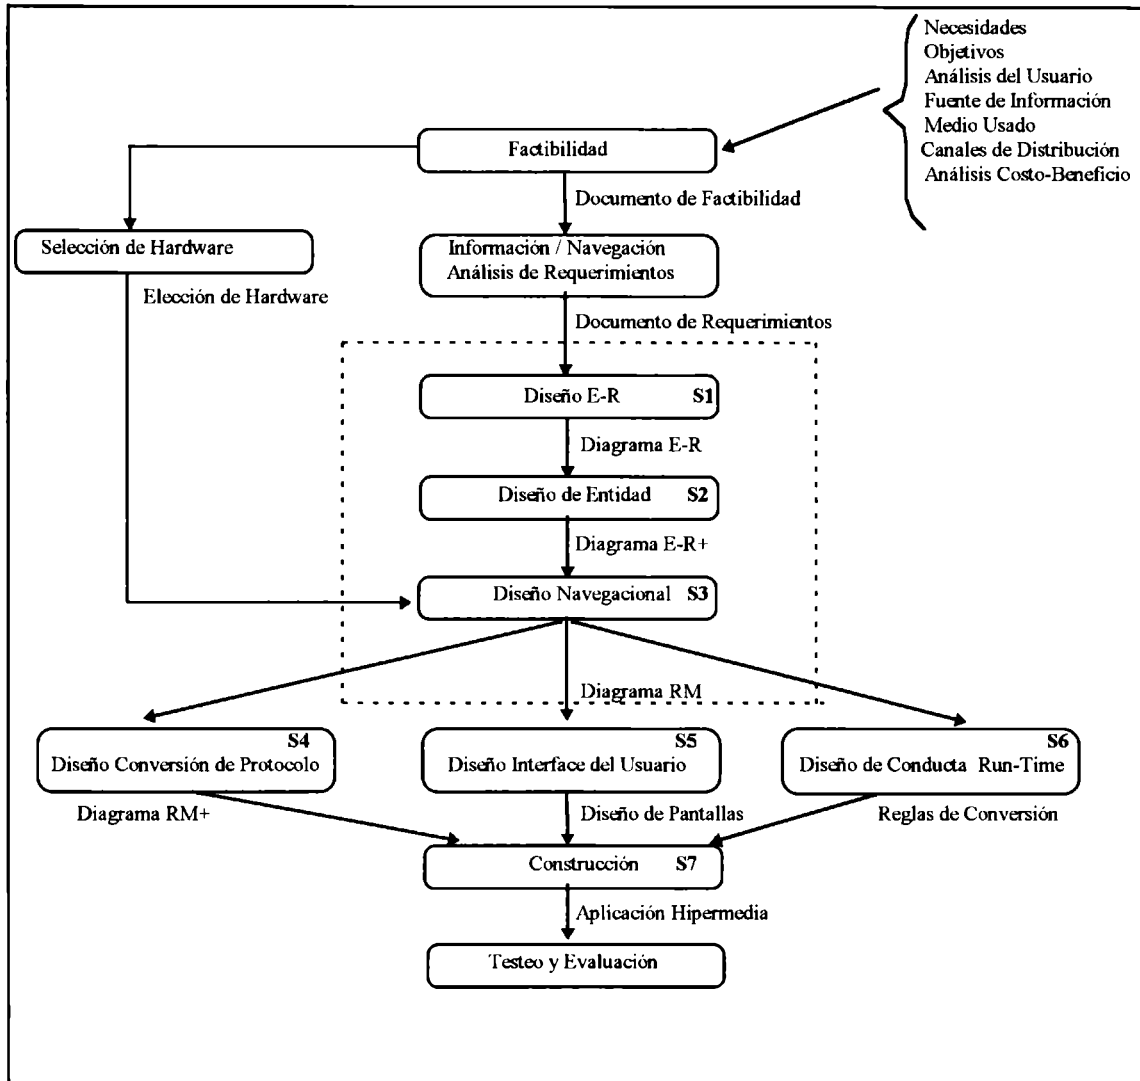 Necesidades
Objetivos
Análisis del Usuario
Fuente de Información
Medio Usado
Canales de Distribución
Análisis Costo-Beneficio
Factibilidad
Documento de Factibilidad
Selección de Hardware
Elección de Hardware
Información / Navegación
Análisis de Requerimientos
Documento de Requerimientos
Diseño E-R S1
Diagrama E-R
Diseño de Entidad S2
Diagrama E-R+
Diseño Navegacional S3
Diagrama RM
S4
Diseño Conversión de Protocolo
S5
Diseño Interface del Usuario
S6
Diseño de Conducta Run-Time
Diagrama RM+
Diseño de Pantallas
Reglas de Conversión
Construcción S7
Aplicación Hipermedia
Testeo y Evaluación